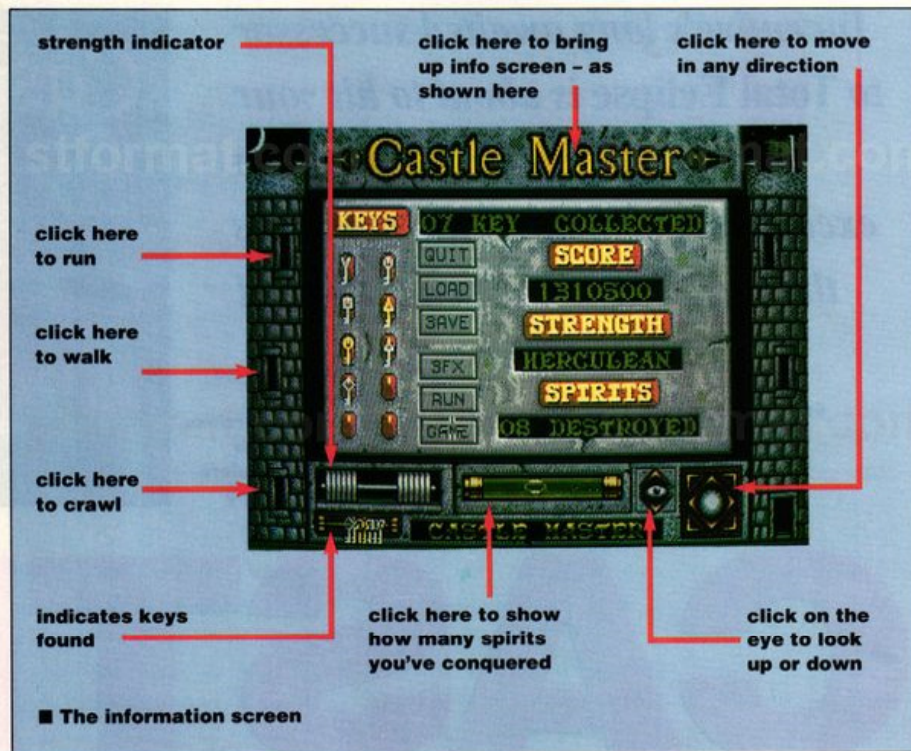 strength indicator
click here to bring
up info screen – as
shown here
click here to move
in any direction
Castle Master
click here
to run
click here
to walk
click here
to crawl
KEYS
07 KEY COLLECTED
QUIT
LOAD
SAVE
SFX
RUN
GAME
SCORE
1310500
STRENGTH
HERCULEAN
SPIRITS
08 DESTROYED
CASTLE MASTER
indicates keys
found
click here to show
how many spirits
you've conquered
click on the
eye to look
up or down
■ The information screen